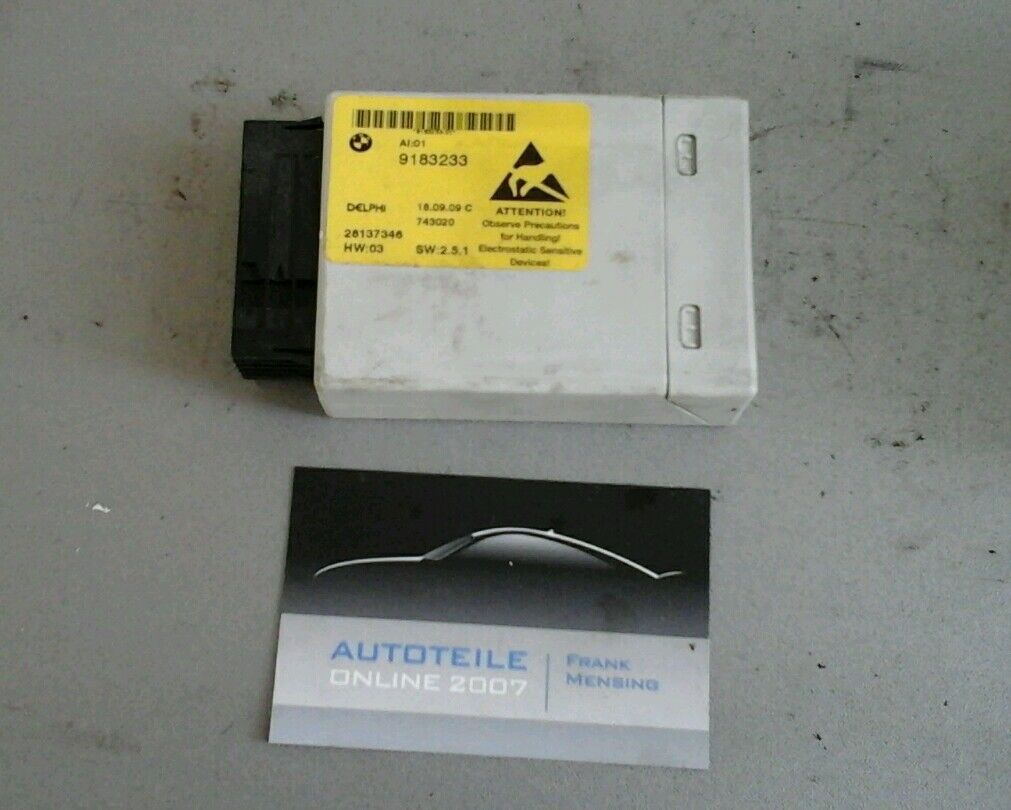 AI:01
9183233
DELPHI
18.09.09 C
743020
28137346
HW:03
SW:2.5.1
ATTENTION!
Observe Precautions
for Handling!
Electrostatic Sensitive
Devices!
AUTOTEILE
ONLINE 2007
FRANK
MENSING